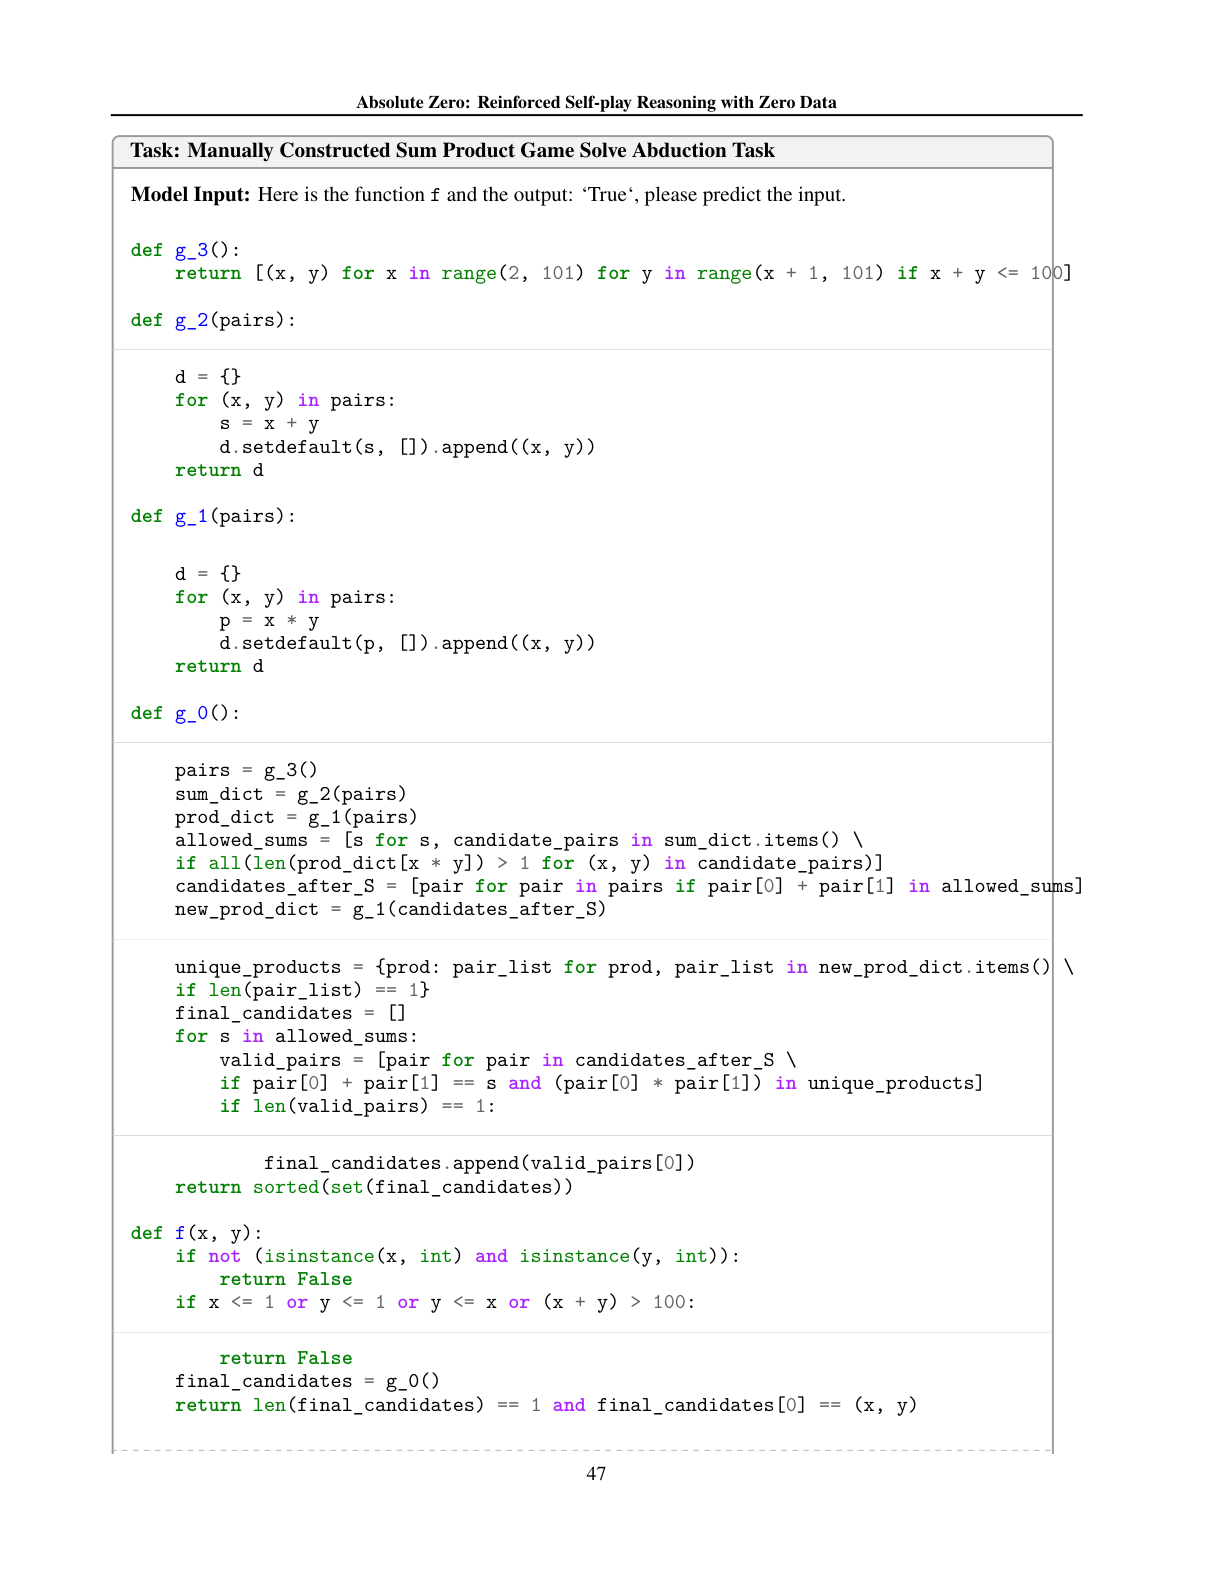 Absolute Zero: Reinforced Self-play Reasoning with Zero Data
Task: Manually Constructed Sum Product Game Solve Abduction Task
Model Input: Here is the function f and the output: ‘True‘, please predict the input.
def g_3():
    return [(x, y) for x in range(2, 101) for y in range(x + 1, 101) if x + y <= 100]
def g_2(pairs):
    d = {}
    for (x, y) in pairs:
        s = x + y
        d.setdefault(s, []).append((x, y))
    return d
def g_1(pairs):
    d = {}
    for (x, y) in pairs:
        p = x * y
        d.setdefault(p, []).append((x, y))
    return d
def g_0():
    pairs = g_3()
    sum_dict = g_2(pairs)
    prod_dict = g_1(pairs)
    allowed_sums = [s for s, candidate_pairs in sum_dict.items() \
    if all(len(prod_dict[x * y]) > 1 for (x, y) in candidate_pairs)]
    candidates_after_S = [pair for pair in pairs if pair[0] + pair[1] in allowed_sums]
    new_prod_dict = g_1(candidates_after_S)
    unique_products = {prod: pair_list for prod, pair_list in new_prod_dict.items() \
    if len(pair_list) == 1}
    final_candidates = []
    for s in allowed_sums:
        valid_pairs = [pair for pair in candidates_after_S \
        if pair[0] + pair[1] == s and (pair[0] * pair[1]) in unique_products]
        if len(valid_pairs) == 1:
            final_candidates.append(valid_pairs[0])
    return sorted(set(final_candidates))
def f(x, y):
    if not (isinstance(x, int) and isinstance(y, int)):
        return False
    if x <= 1 or y <= 1 or y <= x or (x + y) > 100:
        return False
    final_candidates = g_0()
    return len(final_candidates) == 1 and final_candidates[0] == (x, y)
47